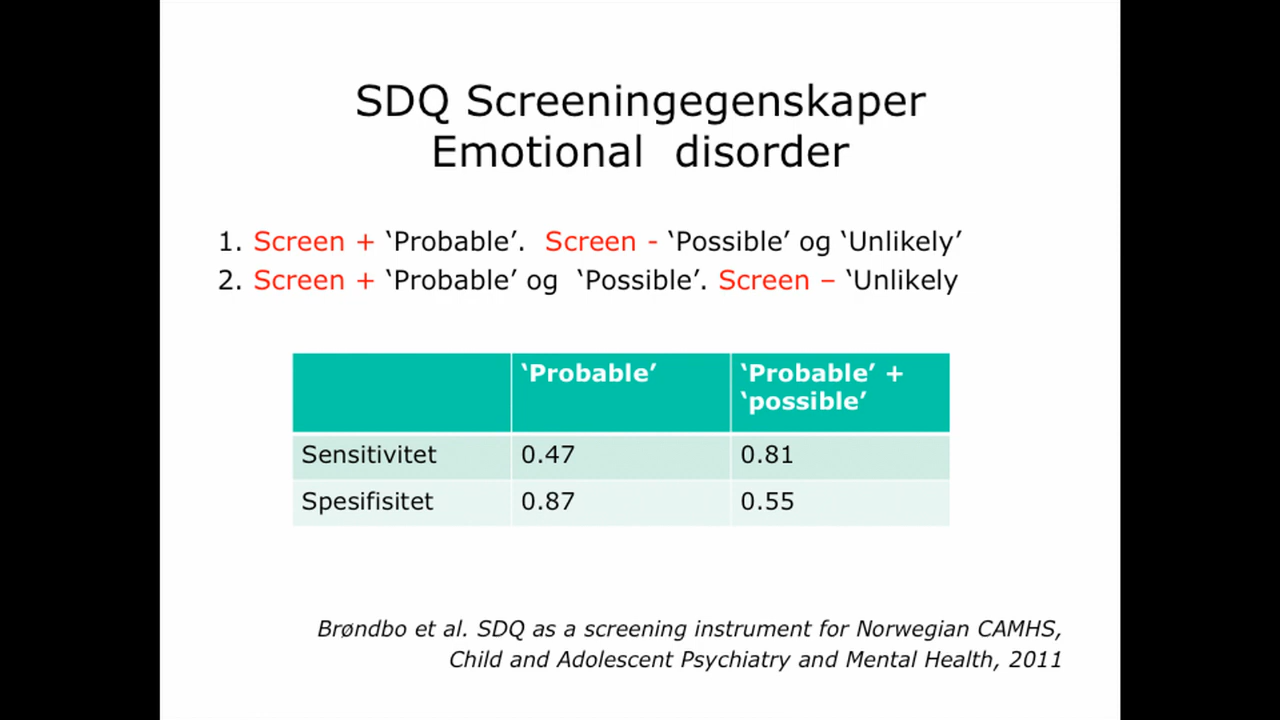 SDQ Screeningegenskaper
Emotional disorder
1. Screen + ‘Probable’. Screen - ‘Possible’ og ‘Unlikely’
2. Screen + ‘Probable’ og ‘Possible’. Screen – ‘Unlikely
‘Probable’ ‘Probable’ +
‘possible’
Sensitivitet 0.47 0.81
Spesifisitet 0.87 0.55
Brøndbo et al. SDQ as a screening instrument for Norwegian CAMHS,
Child and Adolescent Psychiatry and Mental Health, 2011